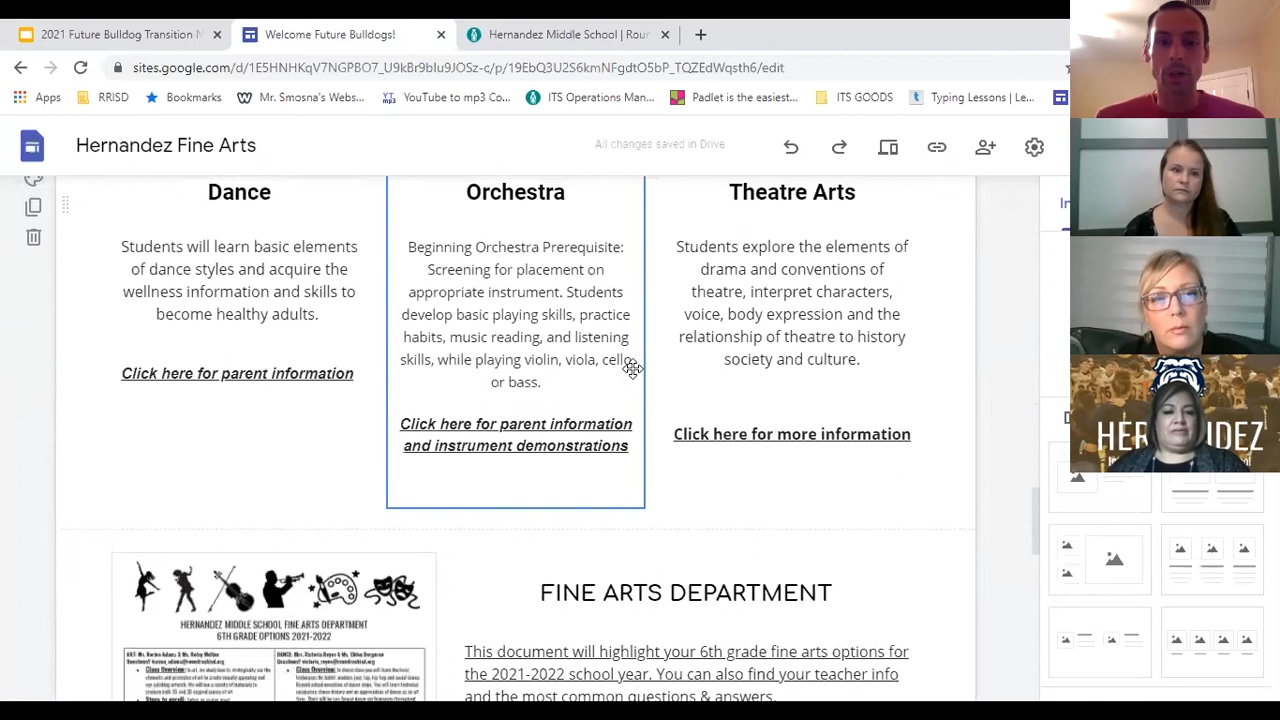 2021 Future Bulldog Transition
Welcome Future Bulldogs!
Hernandez Middle School | Roun
sites.google.com/d/1E5HNHKqV7NGPBO7_U9kBr9bIu9JOSz-c/p/19EbQ3U2S6kmNFgdtO5bP_TQZEdWqsth6/edit
Apps
RRISD
Bookmarks
Mr. Smosna's Webs...
YouTube to mp3 Co...
ITS Operations Man...
Padlet is the easiest...
ITS GOODS
Typing Lessons | Le...
Hernandez Fine Arts
All changes saved in Drive
Dance
Students will learn basic elements
of dance styles and acquire the
wellness information and skills to
become healthy adults.
Click here for parent information
Orchestra
Beginning Orchestra Prerequisite:
Screening for placement on
appropriate instrument. Students
develop basic playing skills, practice
habits, music reading, and listening
skills, while playing violin, viola, cello
or bass.
Click here for parent information
and instrument demonstrations
Theatre Arts
Students explore the elements of
drama and conventions of
theatre, interpret characters,
voice, body expression and the
relationship of theatre to history
society and culture.
Click here for more information
HERNANDEZ MIDDLE SCHOOL FINE ARTS DEPARTMENT
6TH GRADE OPTIONS 2021-2022
FINE ARTS DEPARTMENT
This document will highlight your 6th grade fine arts options for
the 2021-2022 school year. You can also find your teacher info
and the most common questions & answers.